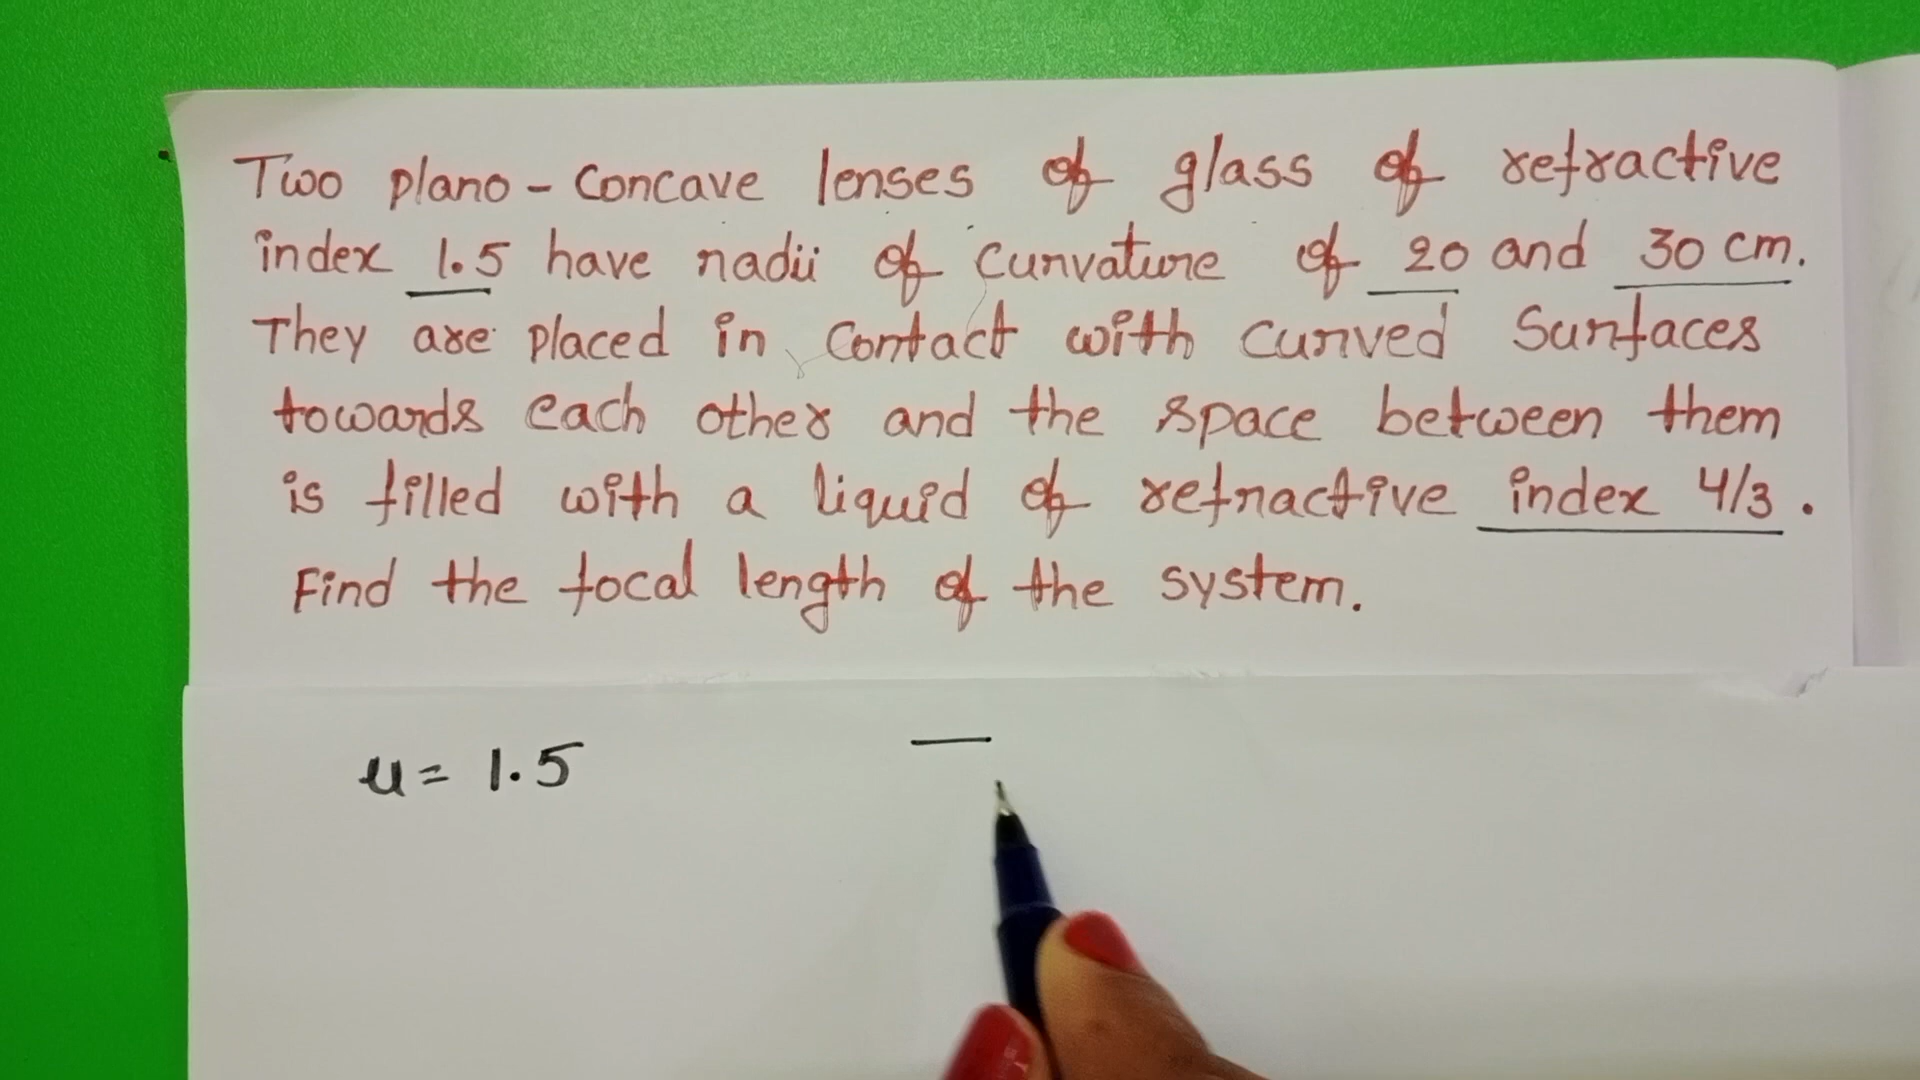 Two plano-concave lenses of glass of refractive
index 1.5 have radii of curvature of 20 and 30 cm.
They are placed in contact with curved surfaces
towards each other and the space between them
is filled with a liquid of refractive index 4/3.
Find the focal length of the system.
u = 1.5